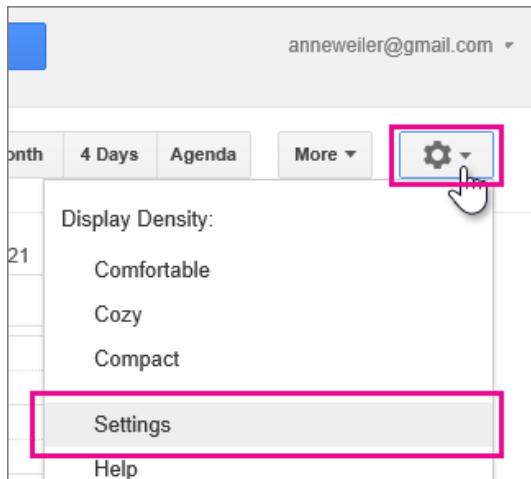 anneweiler@gmail.com
onth 4 Days Agenda More
21
Display Density:
Comfortable
Cozy
Compact
Settings
Help